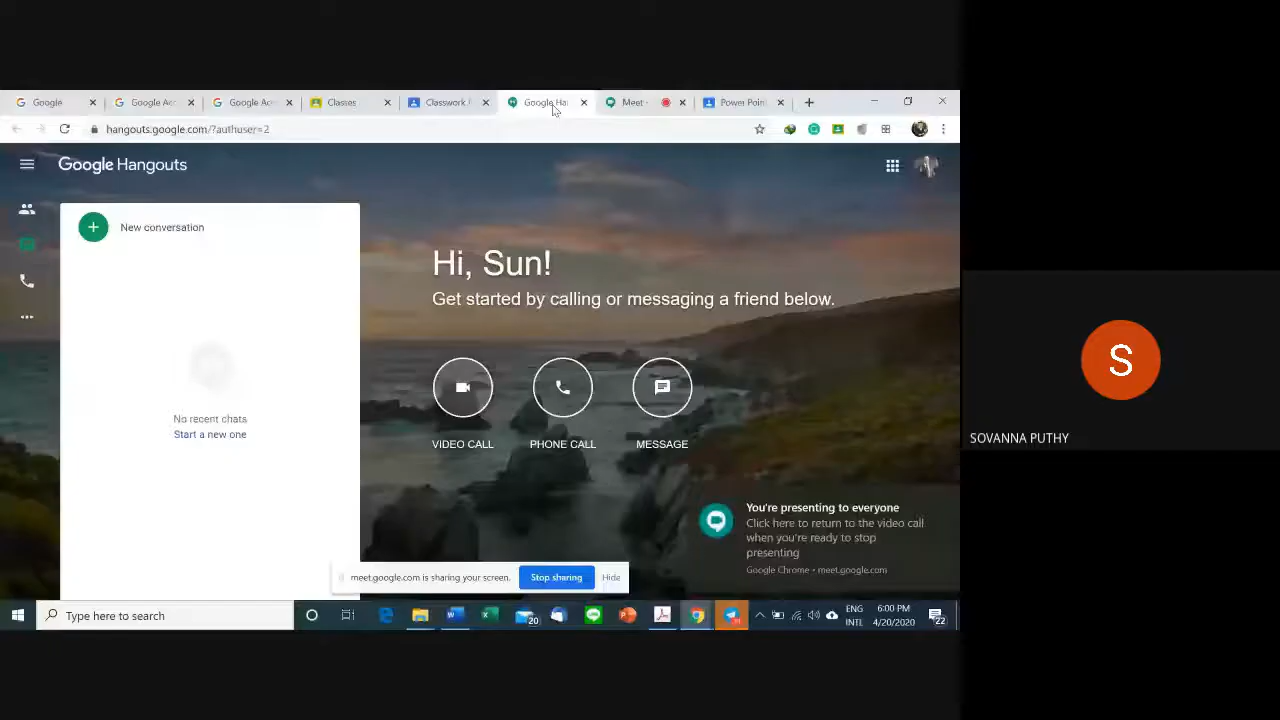 Google
Google Acc
Google Acc
Classes
Classwork f
Google Ha
Meet -
Power Poin
hangouts.google.com/?authuser=2
Google Hangouts
New conversation
Hi, Sun!
Get started by calling or messaging a friend below.
No recent chats
Start a new one
VIDEO CALL
PHONE CALL
MESSAGE
You're presenting to everyone
Click here to return to the video call
when you're ready to stop
presenting
Google Chrome • meet.google.com
meet.google.com is sharing your screen.
Stop sharing
Hide
S
SOVANNA PUTHY
Type here to search
20
ENG
INTL
6:00 PM
4/20/2020
22